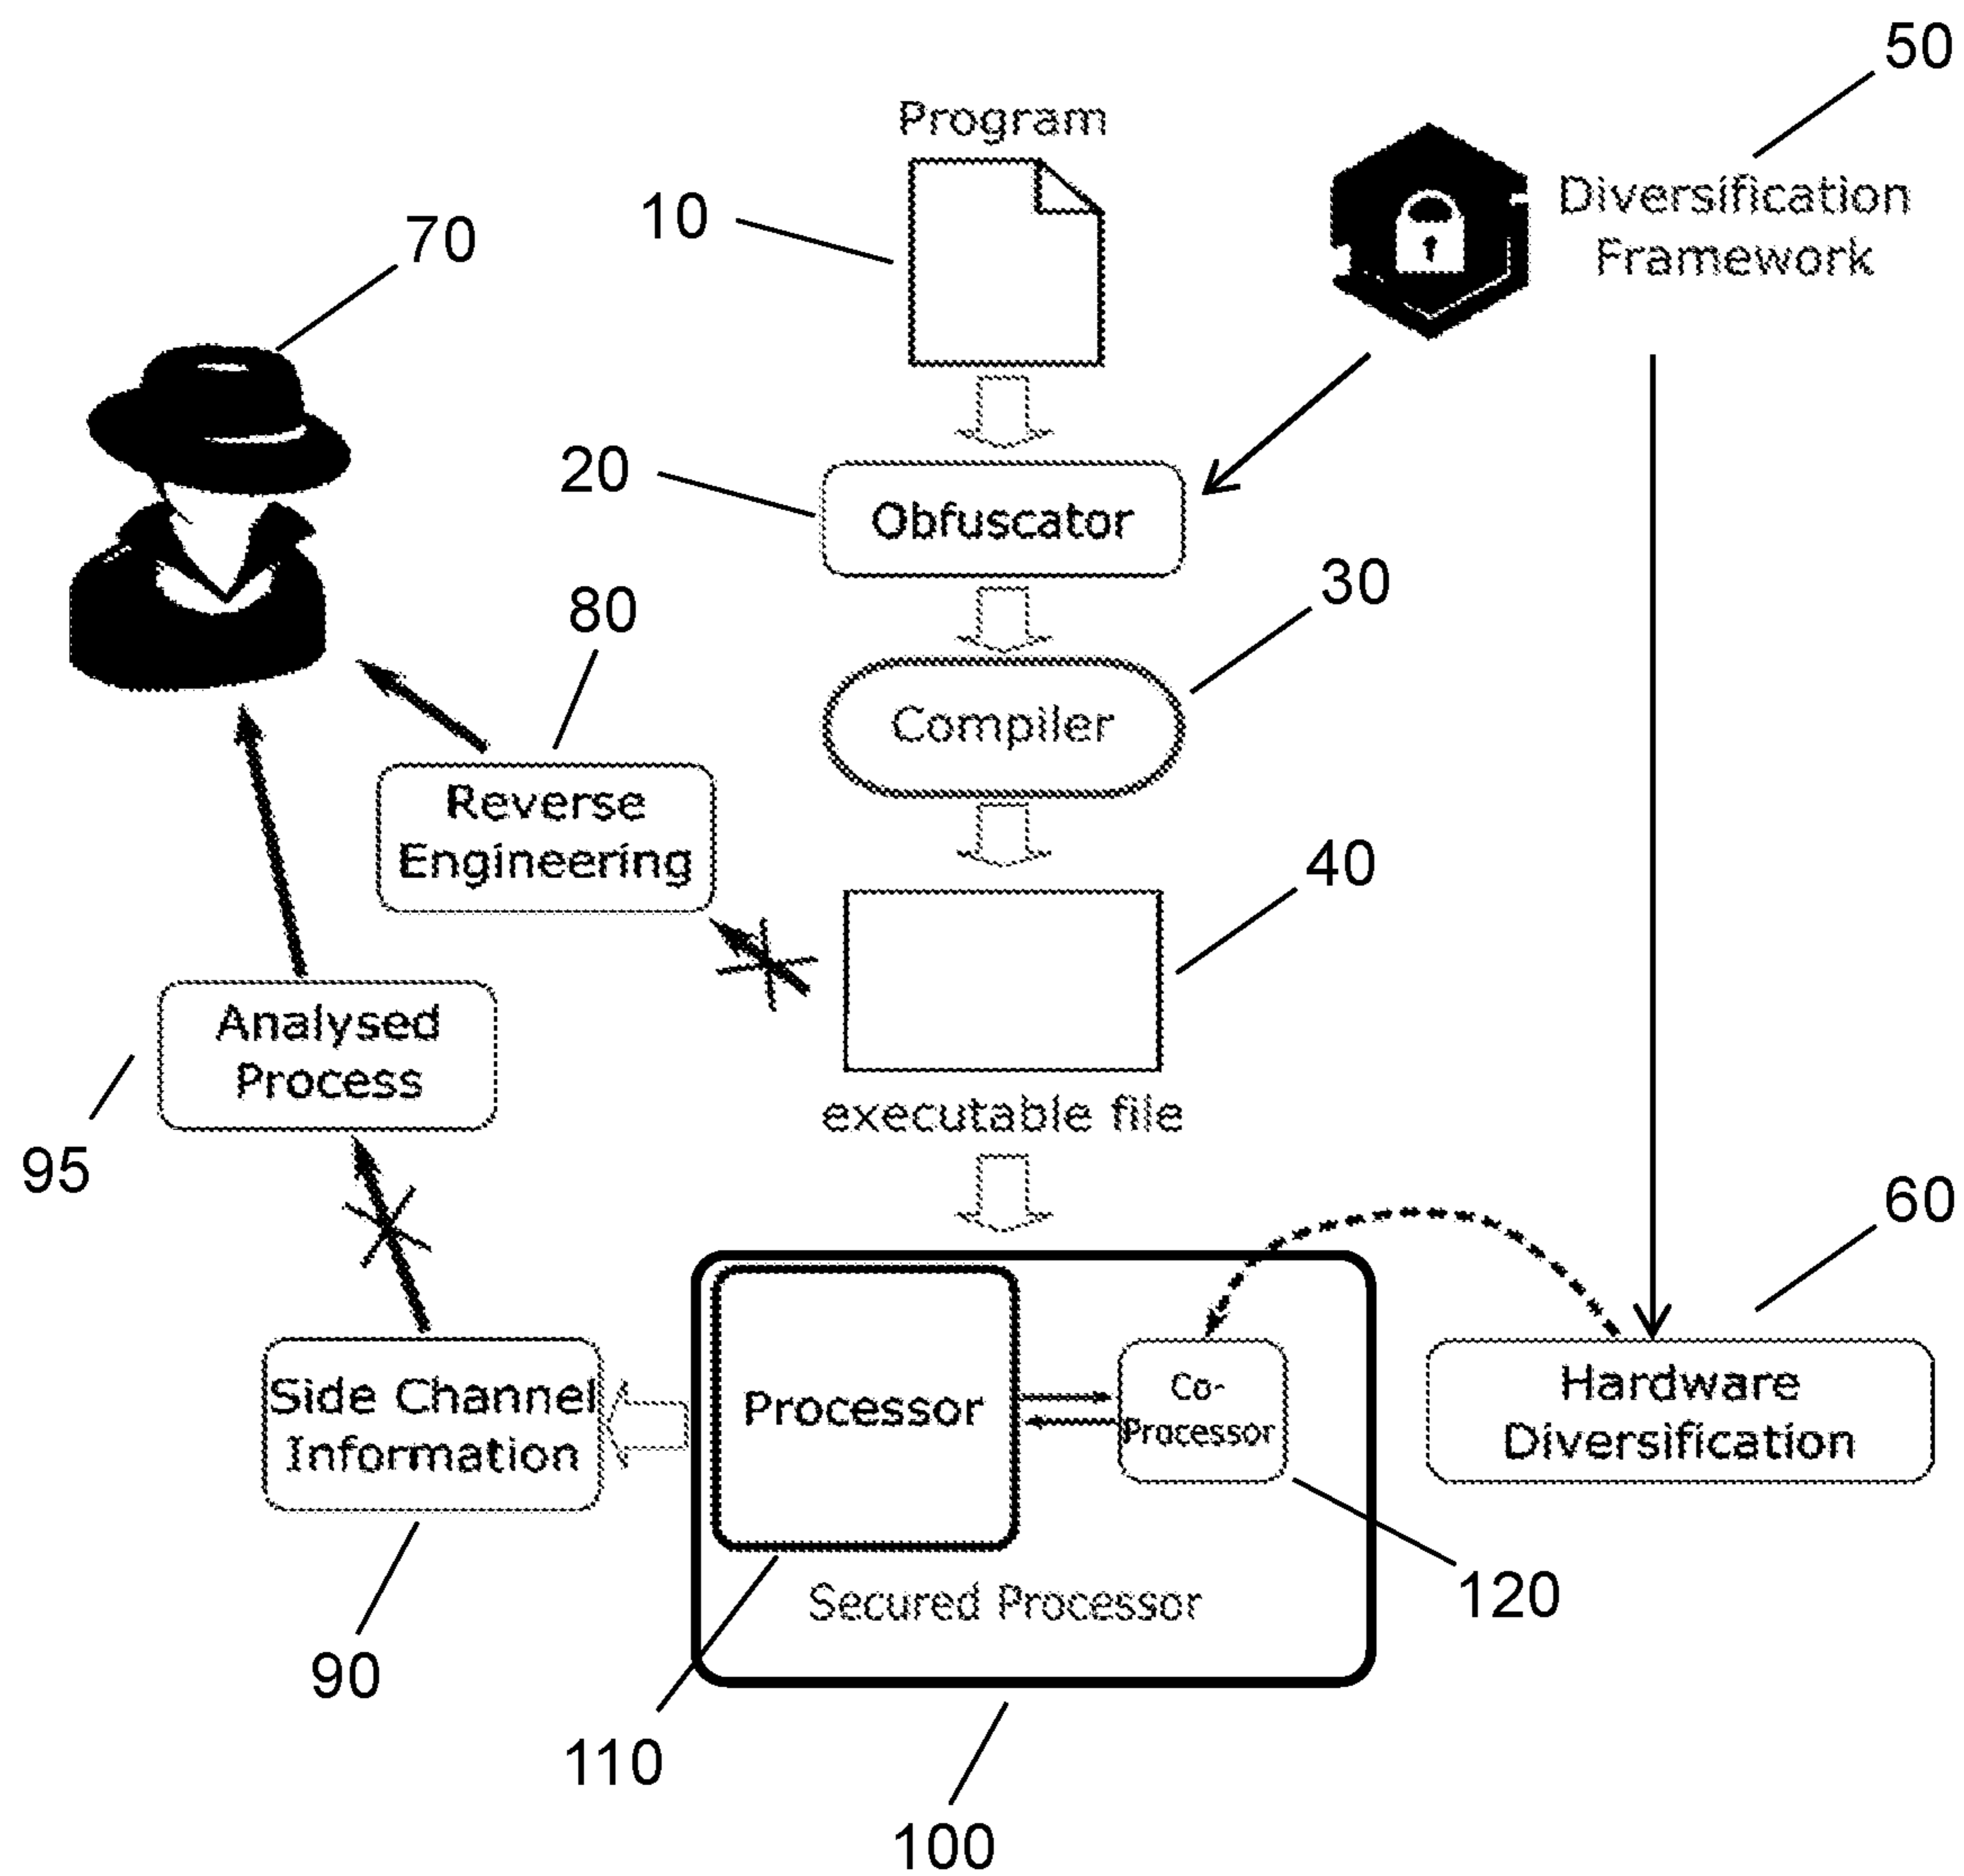 50
Program
Diversification
Framework
10
70
20
Obfuscator
30
80
Compiler
Reverse
Engineering
40
Analysed
Process
executable file
95
60
Side Channel
Information
Processor
Co-
Processor
Hardware
Diversification
Secured Processor
120
90
110
100